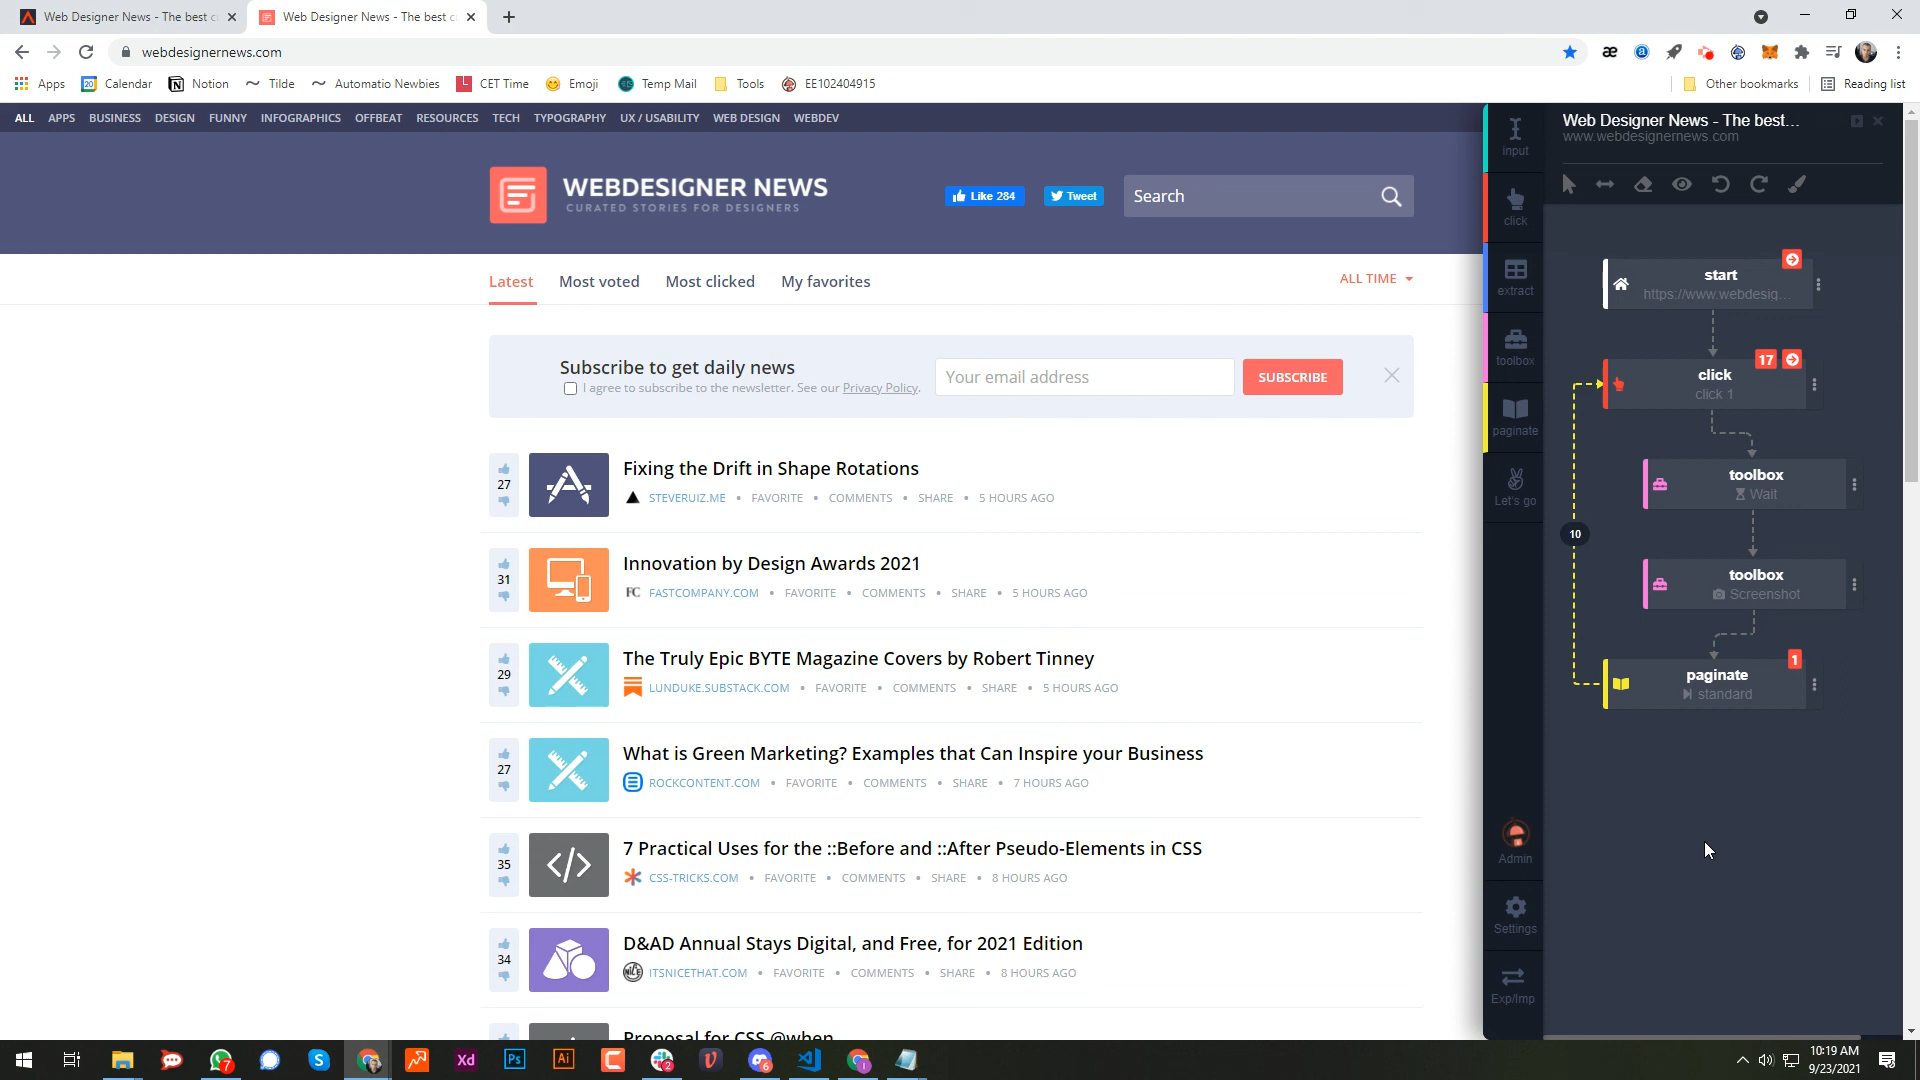 Web Designer News - The best c
Web Designer News - The best c
webdesignernews.com
Apps
Calendar
Notion
Tilde
Automatio Newbies
CET Time
Emoji
Temp Mail
Tools
EE102404915
Other bookmarks
Reading list
ALL APPS BUSINESS DESIGN FUNNY INFOGRAPHICS OFFBEAT RESOURCES TECH TYPOGRAPHY UX / USABILITY WEB DESIGN WEBDEV
WEBDESIGNER NEWS
CURATED STORIES FOR DESIGNERS
Like 284
Tweet
Search
Latest Most voted Most clicked My favorites
ALL TIME
Subscribe to get daily news
I agree to subscribe to the newsletter. See our Privacy Policy.
Your email address
SUBSCRIBE
27
Fixing the Drift in Shape Rotations
STEVERUIZ.ME • FAVORITE • COMMENTS • SHARE • 5 HOURS AGO
31
Innovation by Design Awards 2021
FC FASTCOMPANY.COM • FAVORITE • COMMENTS • SHARE • 5 HOURS AGO
29
The Truly Epic BYTE Magazine Covers by Robert Tinney
LUNDUKE.SUBSTACK.COM • FAVORITE • COMMENTS • SHARE • 5 HOURS AGO
27
What is Green Marketing? Examples that Can Inspire your Business
ROCKCONTENT.COM • FAVORITE • COMMENTS • SHARE • 7 HOURS AGO
35
7 Practical Uses for the ::Before and ::After Pseudo-Elements in CSS
CSS-TRICKS.COM • FAVORITE • COMMENTS • SHARE • 8 HOURS AGO
34
D&AD Annual Stays Digital, and Free, for 2021 Edition
ITSNICETHAT.COM • FAVORITE • COMMENTS • SHARE • 8 HOURS AGO
Proposal for CSS @when
input
click
extract
toolbox
paginate
Let's go
Admin
Settings
Exp/Imp
Web Designer News - The best...
www.webdesignernews.com
start
https://www.webdesig...
17
click
click 1
toolbox
Wait
10
toolbox
Screenshot
1
paginate
standard
10:19 AM
9/23/2021